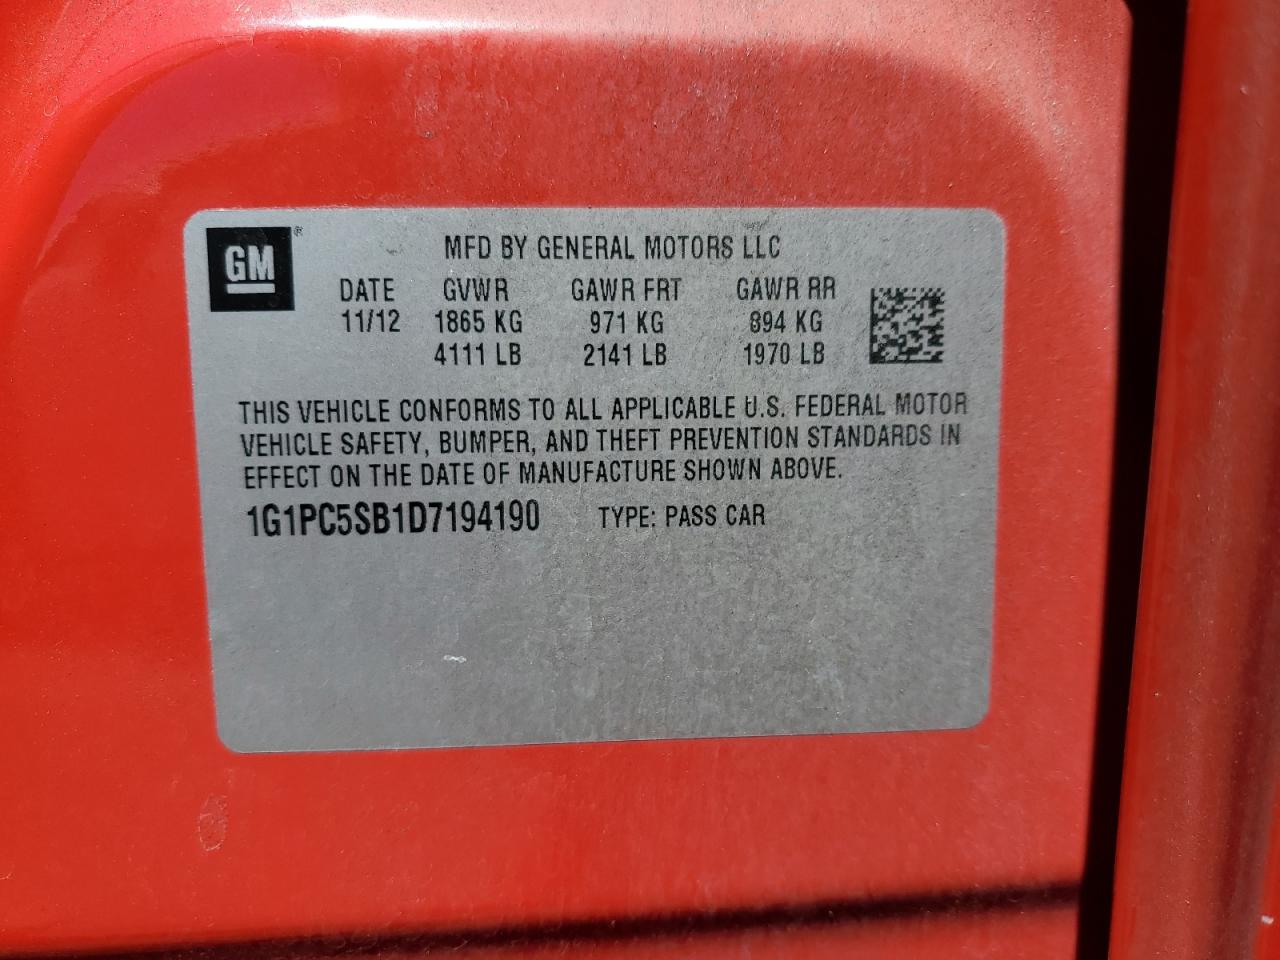 GM ®
MFD BY GENERAL MOTORS LLC
DATE GVWR GAWR FRT GAWR RR
11/12 1865 KG 971 KG 894 KG
4111 LB 2141 LB 1970 LB
THIS VEHICLE CONFORMS TO ALL APPLICABLE U.S. FEDERAL MOTOR
VEHICLE SAFETY, BUMPER, AND THEFT PREVENTION STANDARDS IN
EFFECT ON THE DATE OF MANUFACTURE SHOWN ABOVE.
1G1PC5SB1D7194190 TYPE: PASS CAR